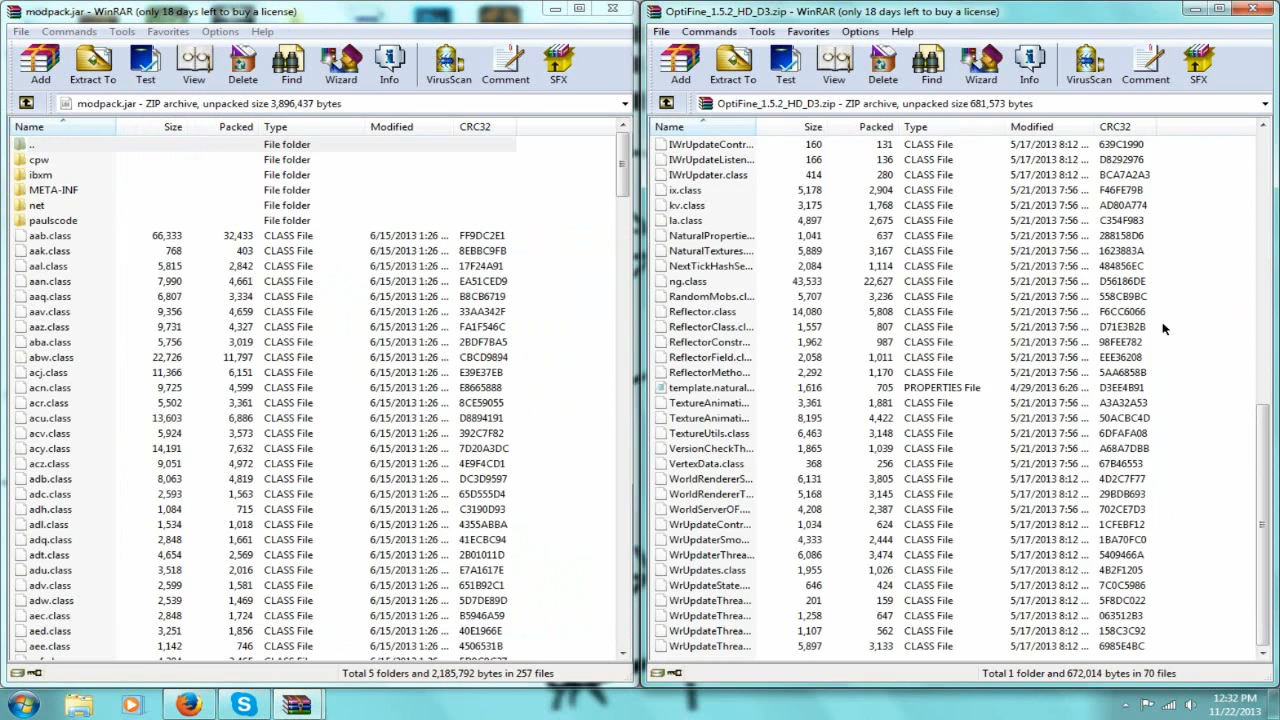 modpack.jar - WinRAR (only 18 days left to buy a license)
File Commands Tools Favorites Options Help
Add Extract To Test View Delete Find Wizard Info VirusScan Comment SFX
modpack.jar - ZIP archive, unpacked size 3,896,437 bytes
Name Size Packed Type Modified CRC32
.. File folder
cpw File folder
ibxm File folder
META-INF File folder
net File folder
paulscode File folder
aab.class 66,333 32,433 CLASS File 6/15/2013 1:26 ... FF9DC2E1
aak.class 768 403 CLASS File 6/15/2013 1:26 ... 8EBBC9FB
aal.class 5,815 2,842 CLASS File 6/15/2013 1:26 ... 17F24A91
aan.class 7,990 4,661 CLASS File 6/15/2013 1:26 ... EA51CED9
aaq.class 6,807 3,334 CLASS File 6/15/2013 1:26 ... B8CB6719
aav.class 9,356 4,659 CLASS File 6/15/2013 1:26 ... 33AA342F
aaz.class 9,731 4,327 CLASS File 6/15/2013 1:26 ... FA1F546C
aba.class 5,756 3,019 CLASS File 6/15/2013 1:26 ... 2BDF7BA5
abw.class 22,726 11,797 CLASS File 6/15/2013 1:26 ... CBCD9894
acj.class 11,366 6,151 CLASS File 6/15/2013 1:26 ... E39E37EB
acn.class 9,725 4,599 CLASS File 6/15/2013 1:26 ... E8665888
acr.class 5,502 3,361 CLASS File 6/15/2013 1:26 ... 8CE59055
acu.class 13,603 6,886 CLASS File 6/15/2013 1:26 ... D8894191
acv.class 5,924 3,573 CLASS File 6/15/2013 1:26 ... 392C7F82
acy.class 14,191 7,632 CLASS File 6/15/2013 1:26 ... 7D20A3DC
acz.class 9,051 4,972 CLASS File 6/15/2013 1:26 ... 4E9F4CD1
adb.class 8,063 4,819 CLASS File 6/15/2013 1:26 ... DC3D9597
adc.class 2,593 1,563 CLASS File 6/15/2013 1:26 ... 65D555D4
adh.class 1,084 715 CLASS File 6/15/2013 1:26 ... C3190D93
adl.class 1,534 1,018 CLASS File 6/15/2013 1:26 ... 4355ABBA
adq.class 2,848 1,661 CLASS File 6/15/2013 1:26 ... 41ECBC94
adt.class 4,654 2,569 CLASS File 6/15/2013 1:26 ... 2B01011D
adu.class 3,518 2,016 CLASS File 6/15/2013 1:26 ... E7A1617E
adv.class 2,599 1,581 CLASS File 6/15/2013 1:26 ... 651B92C1
adw.class 2,539 1,469 CLASS File 6/15/2013 1:26 ... 5D7DE89D
aec.class 2,848 1,724 CLASS File 6/15/2013 1:26 ... B5946A59
aed.class 3,251 1,856 CLASS File 6/15/2013 1:26 ... 40E1966E
aee.class 1,142 746 CLASS File 6/15/2013 1:26 ... 4506531B
Total 5 folders and 2,185,792 bytes in 257 files
OptiFine_1.5.2_HD_D3.zip - WinRAR (only 18 days left to buy a license)
File Commands Tools Favorites Options Help
Add Extract To Test View Delete Find Wizard Info VirusScan Comment SFX
OptiFine_1.5.2_HD_D3.zip - ZIP archive, unpacked size 681,573 bytes
Name Size Packed Type Modified CRC32
IWrUpdateContr... 160 131 CLASS File 5/17/2013 8:12 ... 639C1990
IWrUpdateListen... 166 136 CLASS File 5/17/2013 8:12 ... D8292976
IWrUpdater.class 414 280 CLASS File 5/17/2013 8:12 ... BCA7A2A3
ix.class 5,178 2,904 CLASS File 5/21/2013 7:56 ... F46FE79B
kv.class 3,175 1,768 CLASS File 5/21/2013 7:56 ... AD80A774
la.class 4,897 2,675 CLASS File 5/21/2013 7:56 ... C354F983
NaturalPropertie... 1,041 637 CLASS File 5/21/2013 7:56 ... 288158D6
NaturalTextures.... 5,889 3,167 CLASS File 5/21/2013 7:56 ... 1623883A
NextTickHashSe... 2,084 1,114 CLASS File 5/21/2013 7:56 ... 484856EC
ng.class 43,533 22,627 CLASS File 5/21/2013 7:56 ... D56186DE
RandomMobs.cl... 5,707 3,236 CLASS File 5/21/2013 7:56 ... 558CB9BC
Reflector.class 14,080 5,808 CLASS File 5/21/2013 7:56 ... F6CC6066
ReflectorClass.cl... 1,557 807 CLASS File 5/21/2013 7:56 ... D71E3B2B
ReflectorConstr... 1,962 987 CLASS File 5/21/2013 7:56 ... 98FEE782
ReflectorField.cl... 2,058 1,011 CLASS File 5/21/2013 7:56 ... EEE36208
ReflectorMetho... 2,292 1,170 CLASS File 5/21/2013 7:56 ... 5AA6858B
template.natural... 1,616 705 PROPERTIES File 4/29/2013 6:26 ... D3EE4B91
TextureAnimati... 3,361 1,881 CLASS File 5/21/2013 7:56 ... A3A32A53
TextureAnimati... 8,195 4,422 CLASS File 5/21/2013 7:56 ... 50ACBC4D
TextureUtils.class 6,463 3,148 CLASS File 5/21/2013 7:56 ... 6DFAFA08
VersionCheckTh... 1,865 1,039 CLASS File 5/21/2013 7:56 ... A68A7DBB
VertexData.class 368 256 CLASS File 5/21/2013 7:56 ... 67B46553
WorldRendererS... 6,131 3,805 CLASS File 5/21/2013 7:56 ... 4D2C7F77
WorldRendererT... 5,168 3,145 CLASS File 5/21/2013 7:56 ... 29BDB693
WorldServerOF.... 4,208 2,387 CLASS File 5/21/2013 7:56 ... 702CE7D3
WrUpdateContr... 1,034 624 CLASS File 5/17/2013 8:12 ... 1CFEBF12
WrUpdaterSmo... 4,333 2,444 CLASS File 5/17/2013 8:12 ... 1BA70FC0
WrUpdaterThrea... 6,086 3,474 CLASS File 5/17/2013 8:12 ... 5409466A
WrUpdates.class 1,955 1,026 CLASS File 5/17/2013 8:12 ... 4B2F1205
WrUpdateState.... 646 424 CLASS File 5/17/2013 8:12 ... 7C0C5986
WrUpdateThrea... 201 159 CLASS File 5/17/2013 8:12 ... 5F8DC022
WrUpdateThrea... 1,258 647 CLASS File 5/17/2013 8:12 ... 063512B3
WrUpdateThrea... 1,107 562 CLASS File 5/17/2013 8:12 ... 158C3C92
WrUpdateThrea... 5,897 3,133 CLASS File 5/17/2013 8:12 ... 6985E4BC
Total 1 folder and 672,014 bytes in 70 files
12:32 PM
11/22/2013